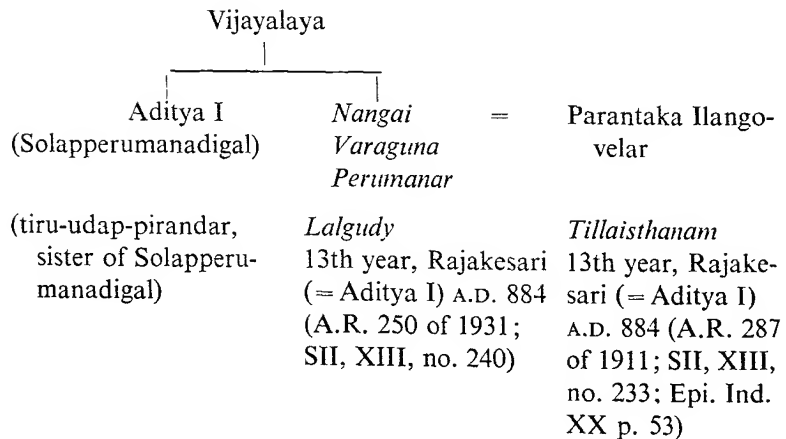 Vijayalaya
Aditya I Nangai = Parantaka Ilango-
(Solapperumanadigal) Varaguna velar
Perumanar
(tiru-udap-pirandar, Lalgudy Tillaisthanam
sister of Solapperu- 13th year, Rajakesari 13th year, Rajake-
manadigal) (= Aditya I) A.D. 884 sari (= Aditya I)
(A.R. 250 of 1931; A.D. 884 (A.R. 287
SII, XIII, no. 240) of 1911; SII, XIII,
no. 233; Epi. Ind.
XX p. 53)